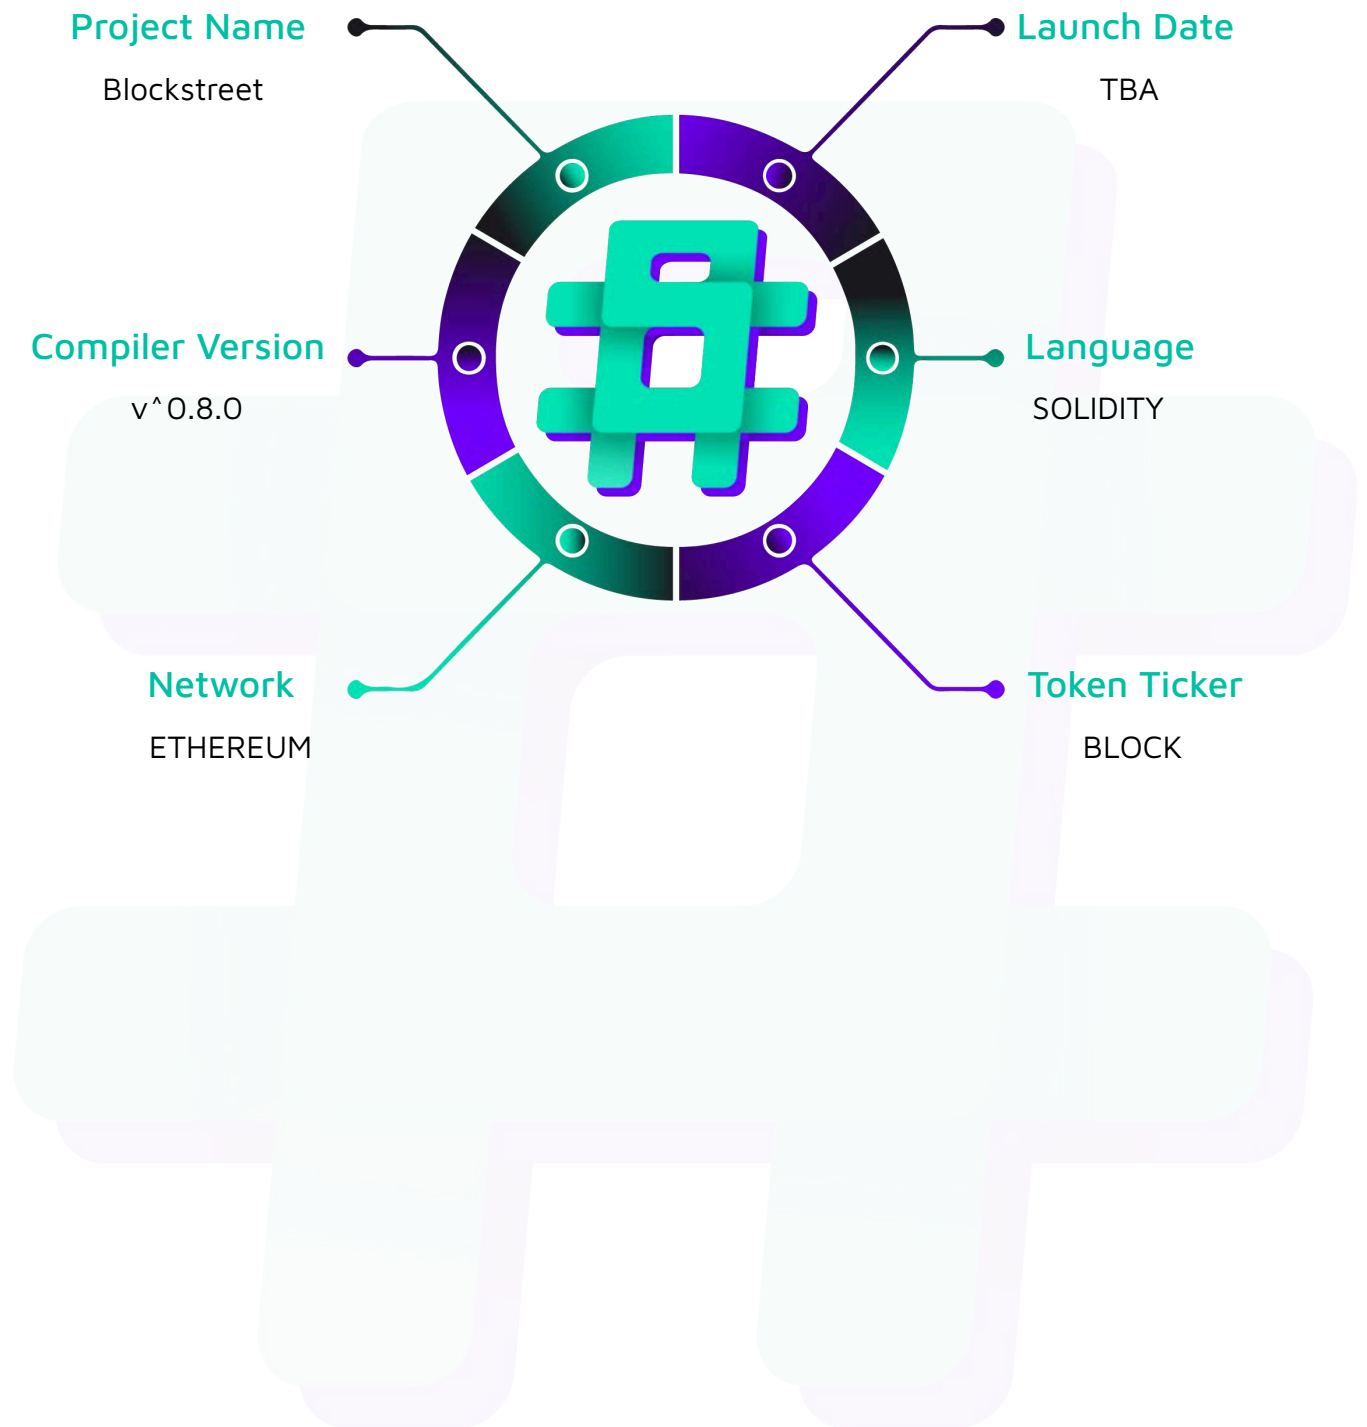 Project Name
Blockstreet
Launch Date
TBA
Compiler Version
v^0.8.0
Language
SOLIDITY
Network
ETHEREUM
Token Ticker
BLOCK